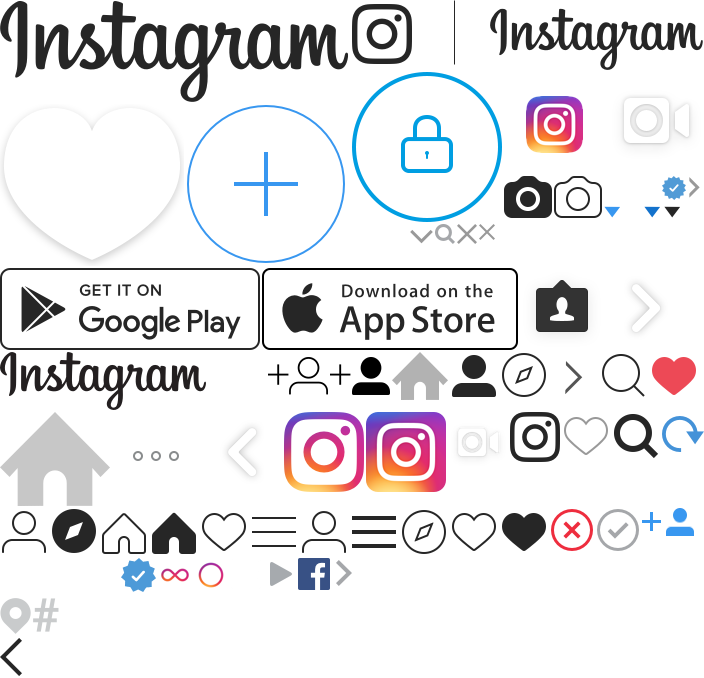 Instagram
Instagram
GET IT ON
Google Play
Download on the
App Store
Instagram
f
#